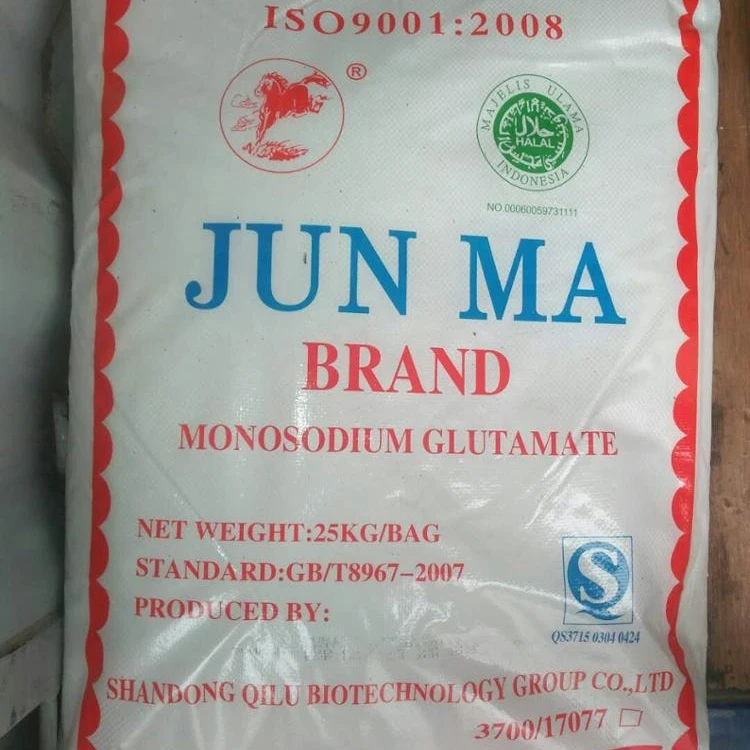 ISO9001:2008
®
MAJELIS ULAMA
حلال
HALAL
INDONESIA
NO.00060059731111
JUN MA
BRAND
MONOSODIUM GLUTAMATE
NET WEIGHT:25KG/BAG
STANDARD:GB/T8967-2007
PRODUCED BY:
S
QS3715 0304 0424
SHANDONG QILU BIOTECHNOLOGY GROUP CO.,LTD
3700/17077